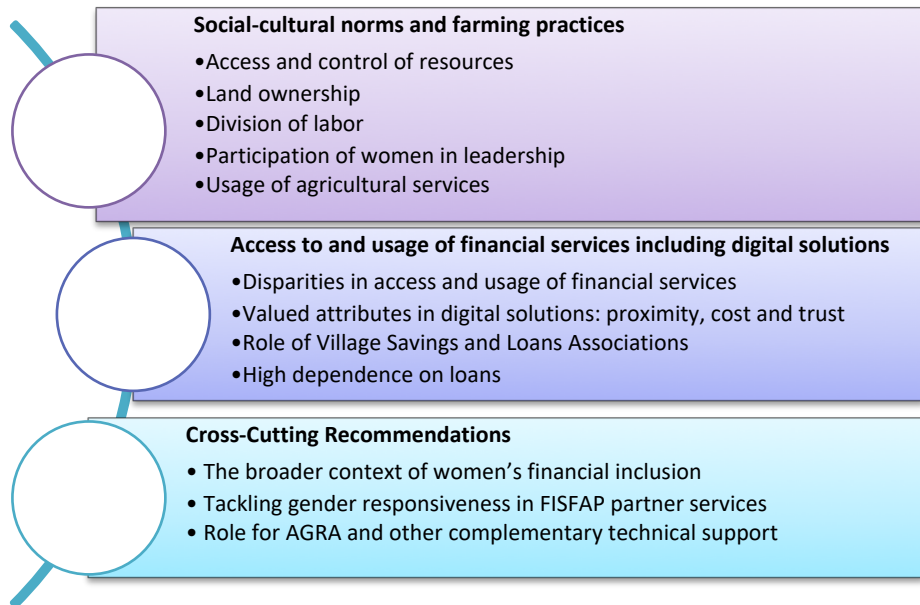 Social-cultural norms and farming practices
•Access and control of resources
•Land ownership
•Division of labor
•Participation of women in leadership
•Usage of agricultural services
Access to and usage of financial services including digital solutions
•Disparities in access and usage of financial services
•Valued attributes in digital solutions: proximity, cost and trust
•Role of Village Savings and Loans Associations
•High dependence on loans
Cross-Cutting Recommendations
• The broader context of women’s financial inclusion
• Tackling gender responsiveness in FISFAP partner services
• Role for AGRA and other complementary technical support